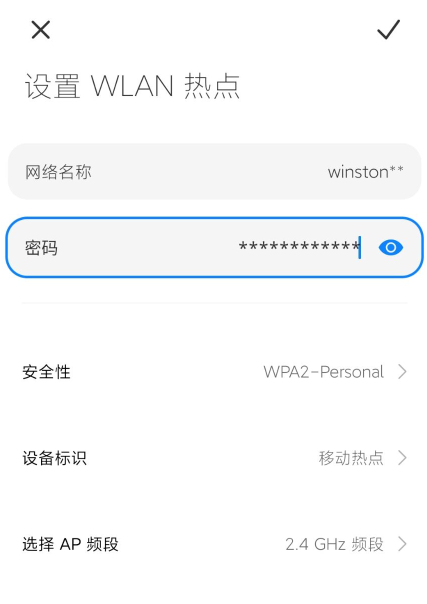 设置 WLAN 热点
网络名称 winston**
密码 ************
安全性 WPA2-Personal
设备标识 移动热点
选择 AP 频段 2.4 GHz 频段